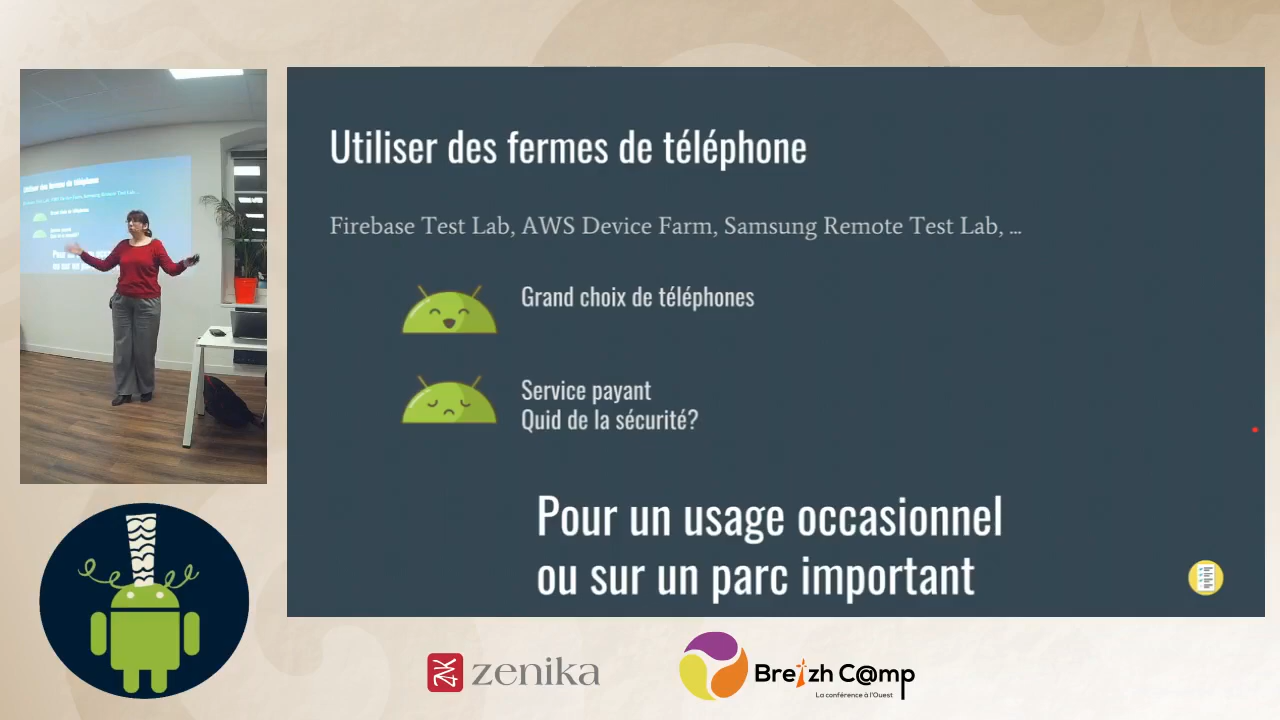 Utiliser des fermes de téléphone
Firebase Test Lab, AWS Device Farm, Samsung Remote Test Lab, ...
Grand choix de téléphones
Service payant
Quid de la sécurité?
Pour un usage occasionnel
ou sur un parc important
zenika
Breizh C@mp
La conférence à l'Ouest